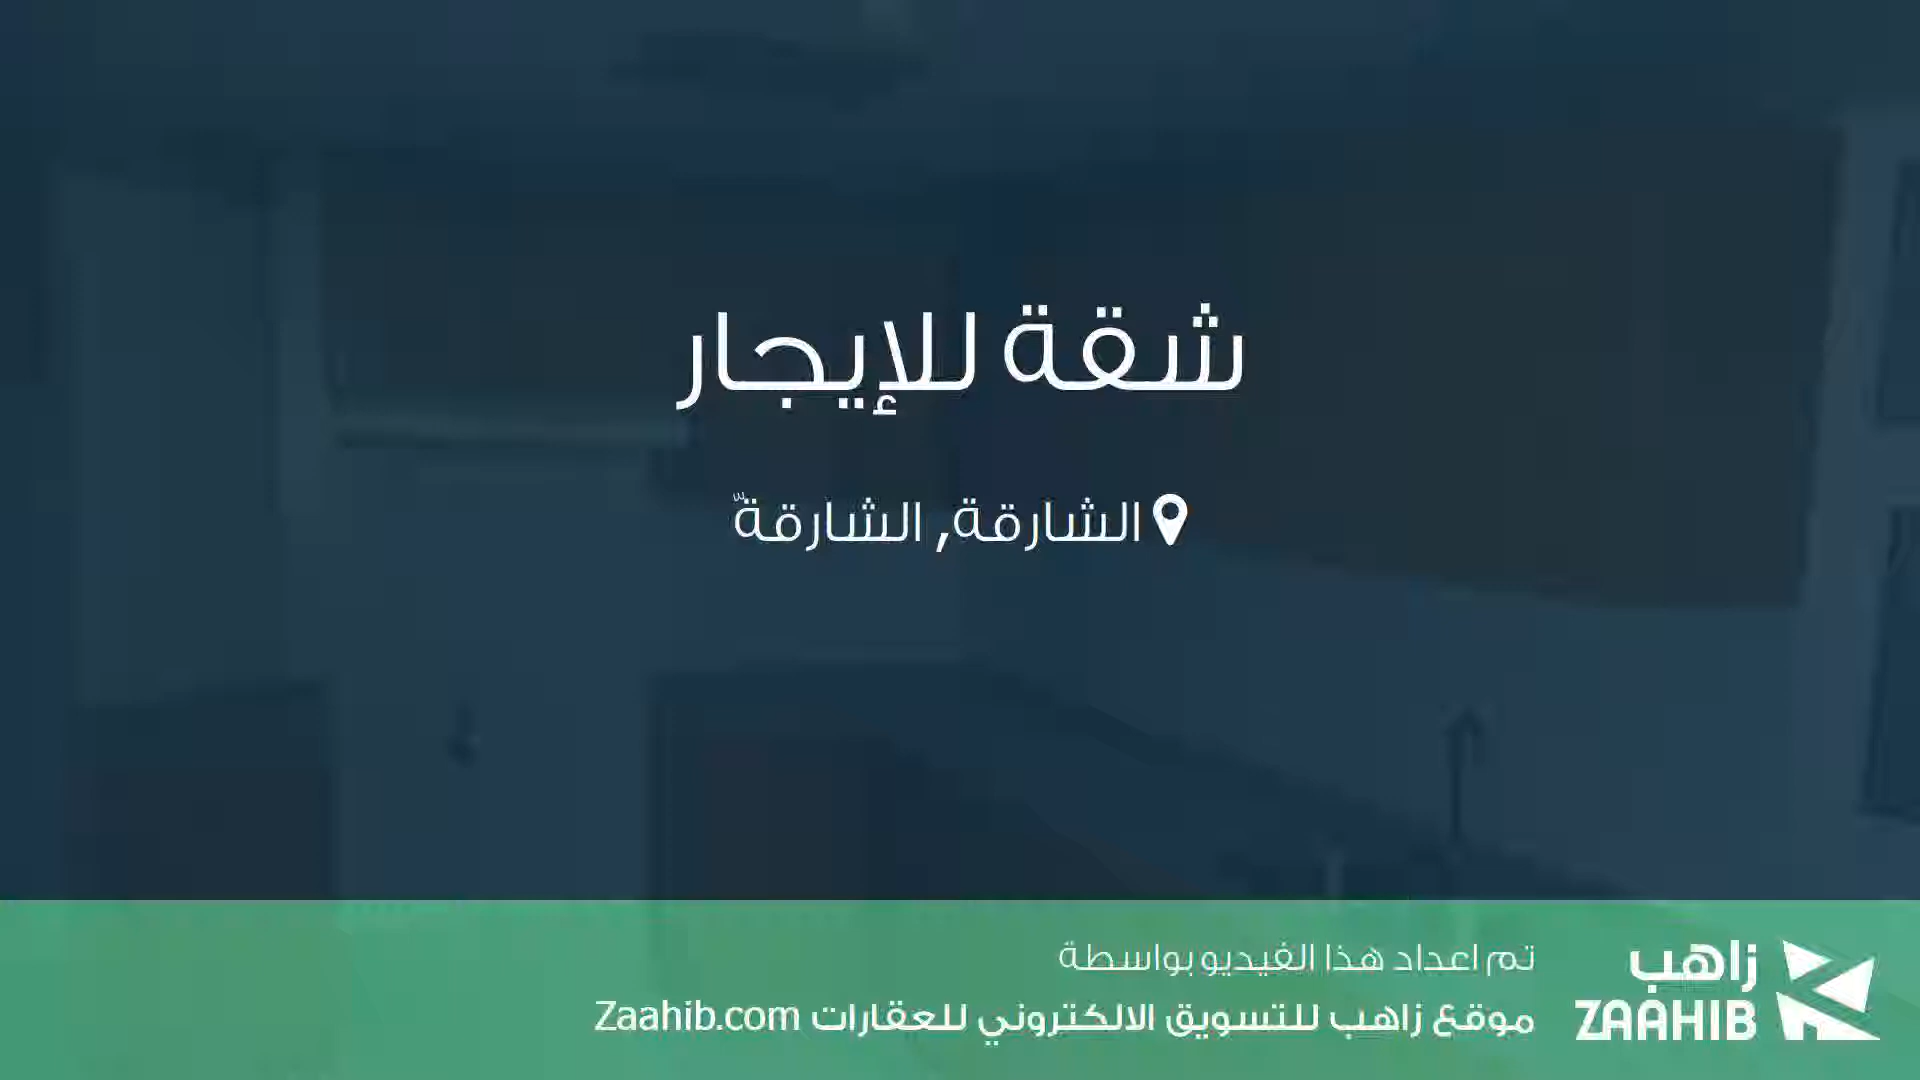 شقة للإيجار
الشارقة, الشارقةّ
تم اعداد هذا الفيديو بواسطة
موقع زاهب للتسويق الالكتروني للعقارات Zaahib.com
زاهب
ZAAHIB